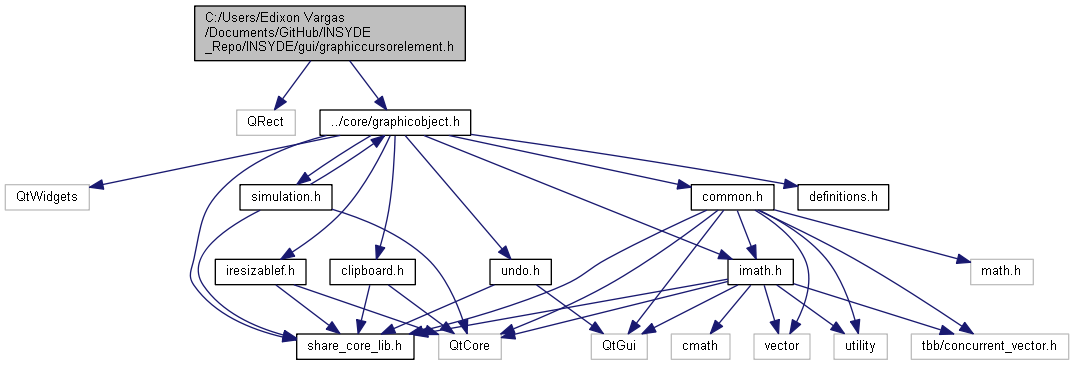 C:/Users/Edixon Vargas
/Documents/GitHub/INSYDE
_Repo/INSYDE/gui/graphiccursorelement.h
QRect
../core/graphicobject.h
QtWidgets
simulation.h
common.h
definitions.h
iresizablef.h
clipboard.h
undo.h
imath.h
math.h
share_core_lib.h
QtCore
QtGui
cmath
vector
utility
tbb/concurrent_vector.h